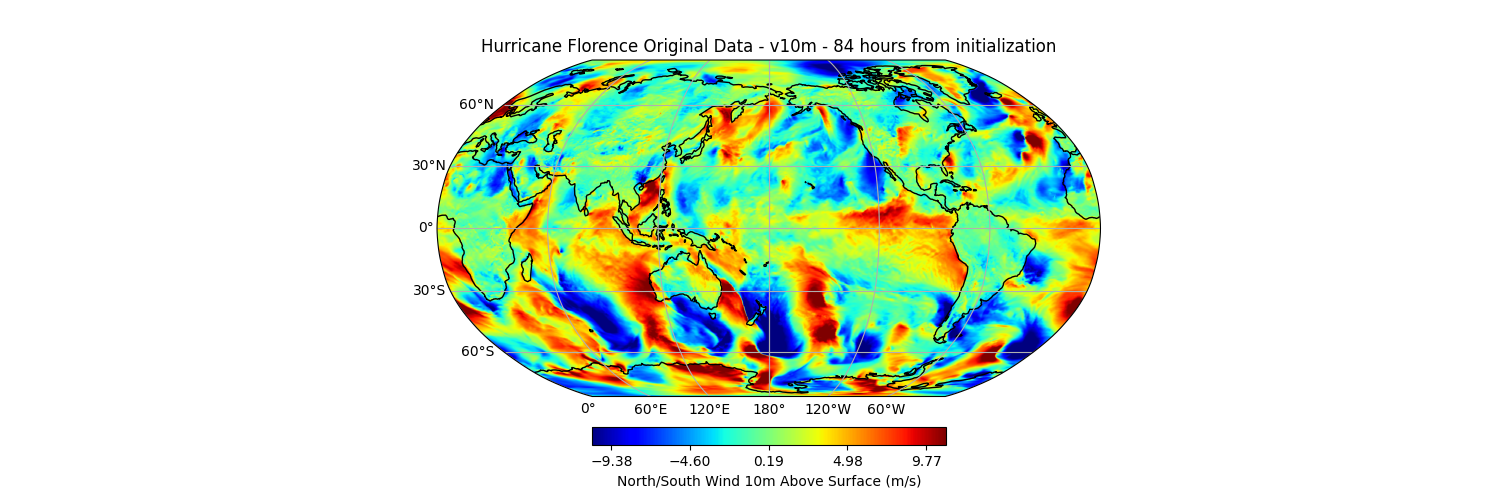 Hurricane Florence Original Data - v10m - 84 hours from initialization
60°N
30°N
0°
30°S
60°S
0° 60°E 120°E 180° 120°W 60°W
−9.38 −4.60 0.19 4.98 9.77
North/South Wind 10m Above Surface (m/s)